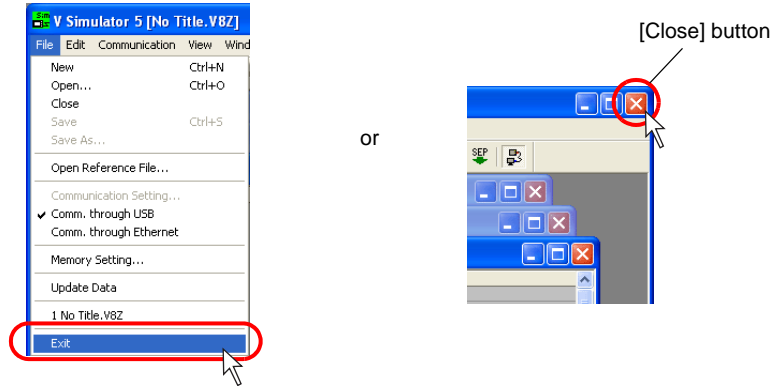 V Simulator 5 [No Title.V8Z]
File Edit Communication View Wind
New Ctrl+N
Open... Ctrl+O
Close
Save Ctrl+S
Save As...
Open Reference File...
Communication Setting...
Comm. through USB
Comm. through Ethernet
Memory Setting...
Update Data
1 No Title.V8Z
Exit
or
[Close] button
SEP